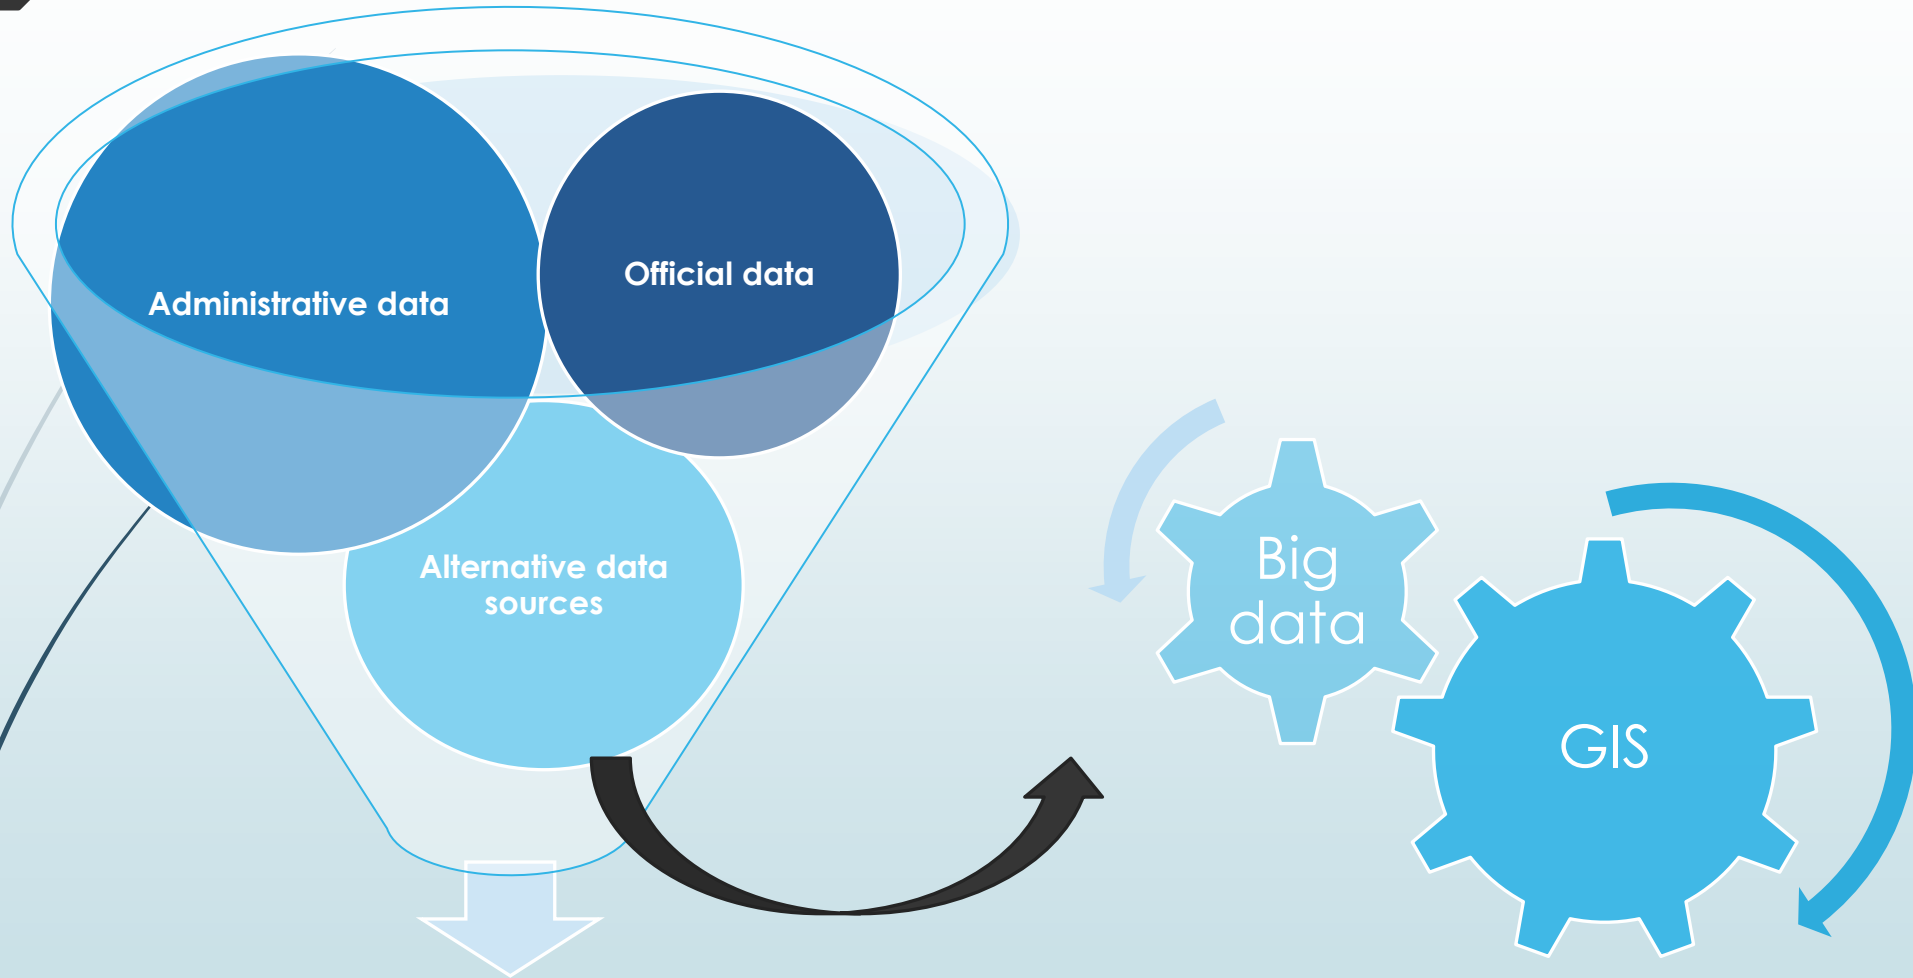 Administrative data
Official data
Alternative data
sources
Big
data
GIS